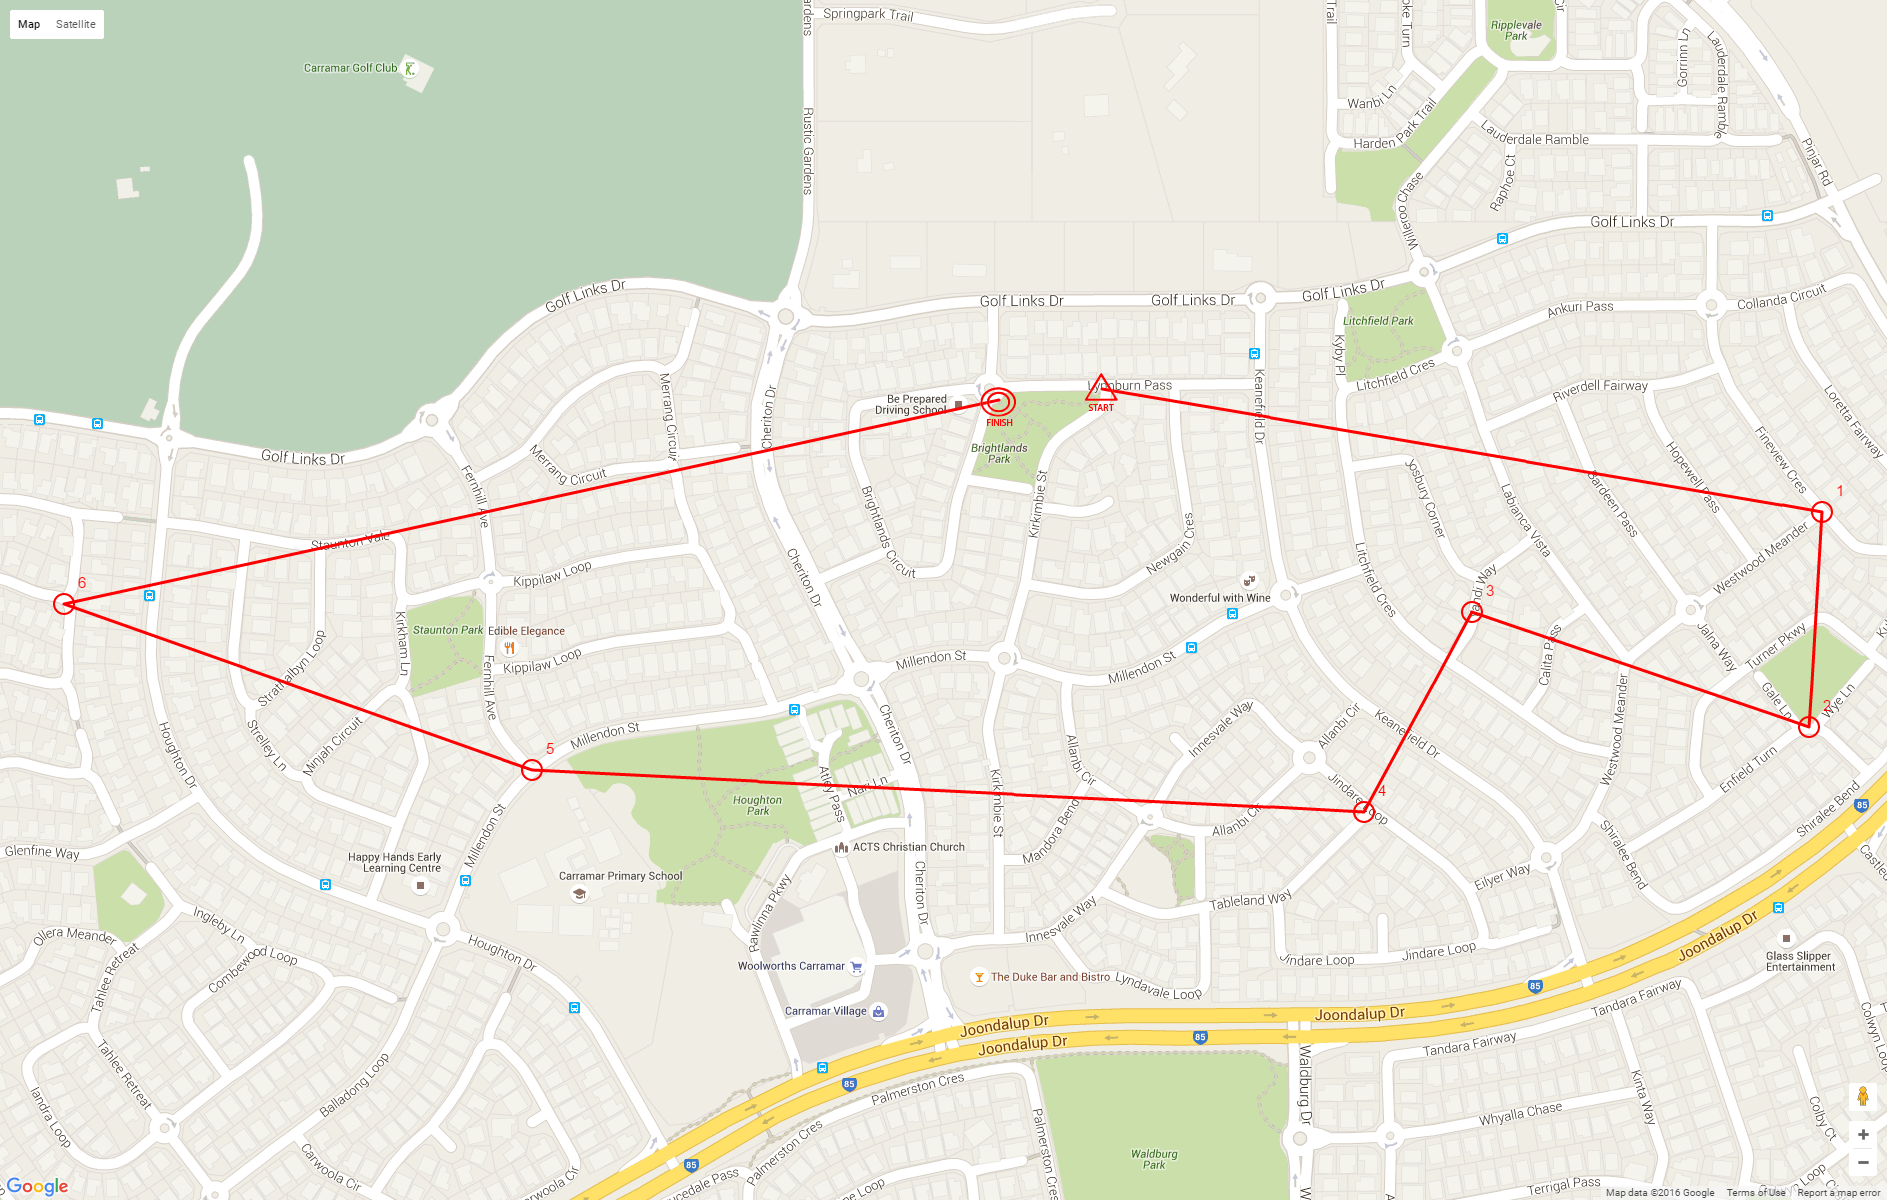 Map
Satellite
Springpark Trail
Rustic Gardens
Carramar Golf Club
Ripplevale
Park
Gorrinn Ln
Lauderdale Ramble
Wanbi Ln
Harden Park Trail
Lauderdale Ramble
Raphoe Ct
Willeroo Chase
Pinjar Rd
Golf Links Dr
Golf Links Dr
Golf Links Dr
Golf Links Dr
Golf Links Dr
Litchfield Park
Ankuri Pass
Collanda Circuit
Kyby Pl
Litchfield Cres
Riverdell Fairway
Loretta Fairway
Fineview Cres
Hopewell Pass
Bardeen Pass
Labianca Vista
Josbury Corner
Keanefield Dr
Lynnburn Pass
START
FINISH
Be Prepared
Driving School
Brightlands
Park
Merrang Circuit
Merrang Circuit
Cheriton Dr
Golf Links Dr
Fernhill Ave
Staunton Vale
Kippilaw Loop
Brightlands Circuit
Kirkimbie St
Newgain Cres
Cheriton Dr
Wonderful with Wine
Litchfield Cres
Westwood Meander
1
2
3
4
5
6
Jalna Way
Turner Pkwy
Gale Ln
Wye Ln
Calita Pass
Enfield Turn
Westwood Meander
Keanefield Dr
Millendon St
Millendon St
Staunton Park
Edible Elegance
Kippilaw Loop
Kirkham Ln
Strathalbyn Loop
Strelley Ln
Minjah Circuit
Fernhill Ave
Houghton Dr
Millendon St
Cheriton Dr
Innesvale Way
Allanbi Cir
Allanbi Cir
Jindare Loop
Allanbi Cir
Houghton
Park
Nari Ln
Atley Pass
Kirkimbie St
Mandora Bend
Shiralee Bend
Shiralee Bend
85
Millendon St
Glenfine Way
Happy Hands Early
Learning Centre
ACTS Christian Church
Carramar Primary School
Cheriton Dr
Rawlinna Pkwy
Tableland Way
Eilyer Way
Innesvale Way
Ingleby Ln
Ollera Meander
Tahlee Retreat
Combewood Loop
Houghton Dr
Woolworths Carramar
The Duke Bar and Bistro
Lyndavale Loop
Jindare Loop
Jindare Loop
Joondalup Dr
Glass Slipper
Entertainment
Carramar Village
Joondalup Dr
Joondalup Dr
Joondalup Dr
85
85
85
85
Tandara Fairway
Tandara Fairway
Colwyn Loop
Tahlee Retreat
Balladong Loop
Iandra Loop
Carwoola Cir
Palmerston Cres
Palmerston Cres
Palmerston Cres
Waldburg Dr
Whyalla Chase
Kinta Way
Colby Ct
Waldburg
Park
Terrigal Pass
Google
Map data ©2016 Google
Terms of Use
Report a map error